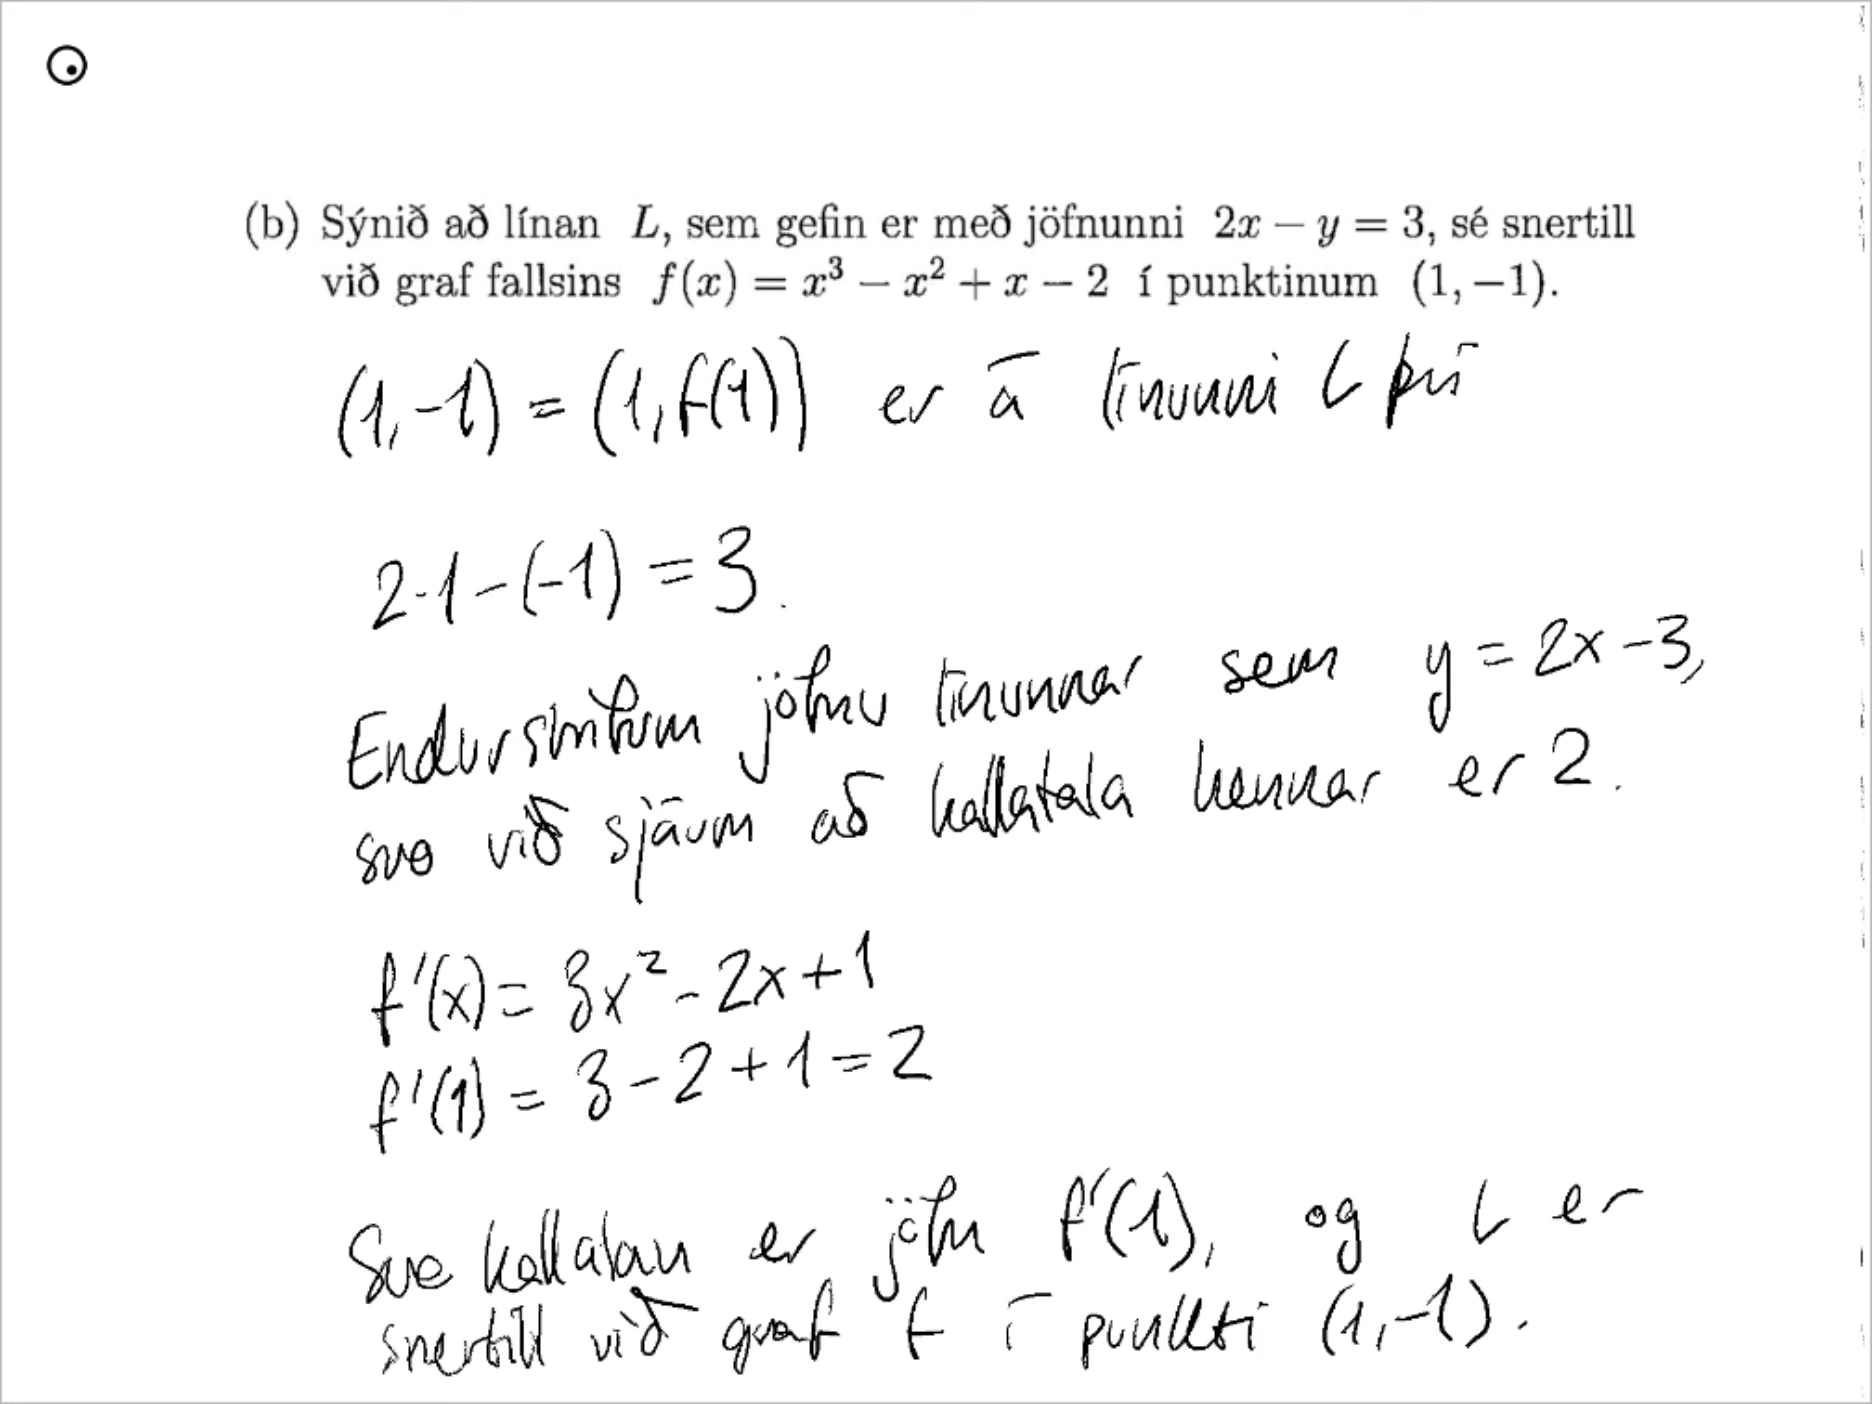 (b) Sýnið að línan L, sem gefin er með jöfnunni 2x − y = 3, sé snertill
við graf fallsins f(x) = x³ − x² + x − 2 í punktinum (1, −1).
(1,-1) = (1, f(1)) er á línunni L því
2·1-(-1) = 3.
Endurskrifum jöfnu línunnar sem y = 2x-3,
svo við sjáum að hallatala hennar er 2.
f'(x) = 3x² - 2x + 1
f'(1) = 3 - 2 + 1 = 2
Svo hallatalan er jöfn f'(1), og L er
snertill við graf f í punkti (1,-1).